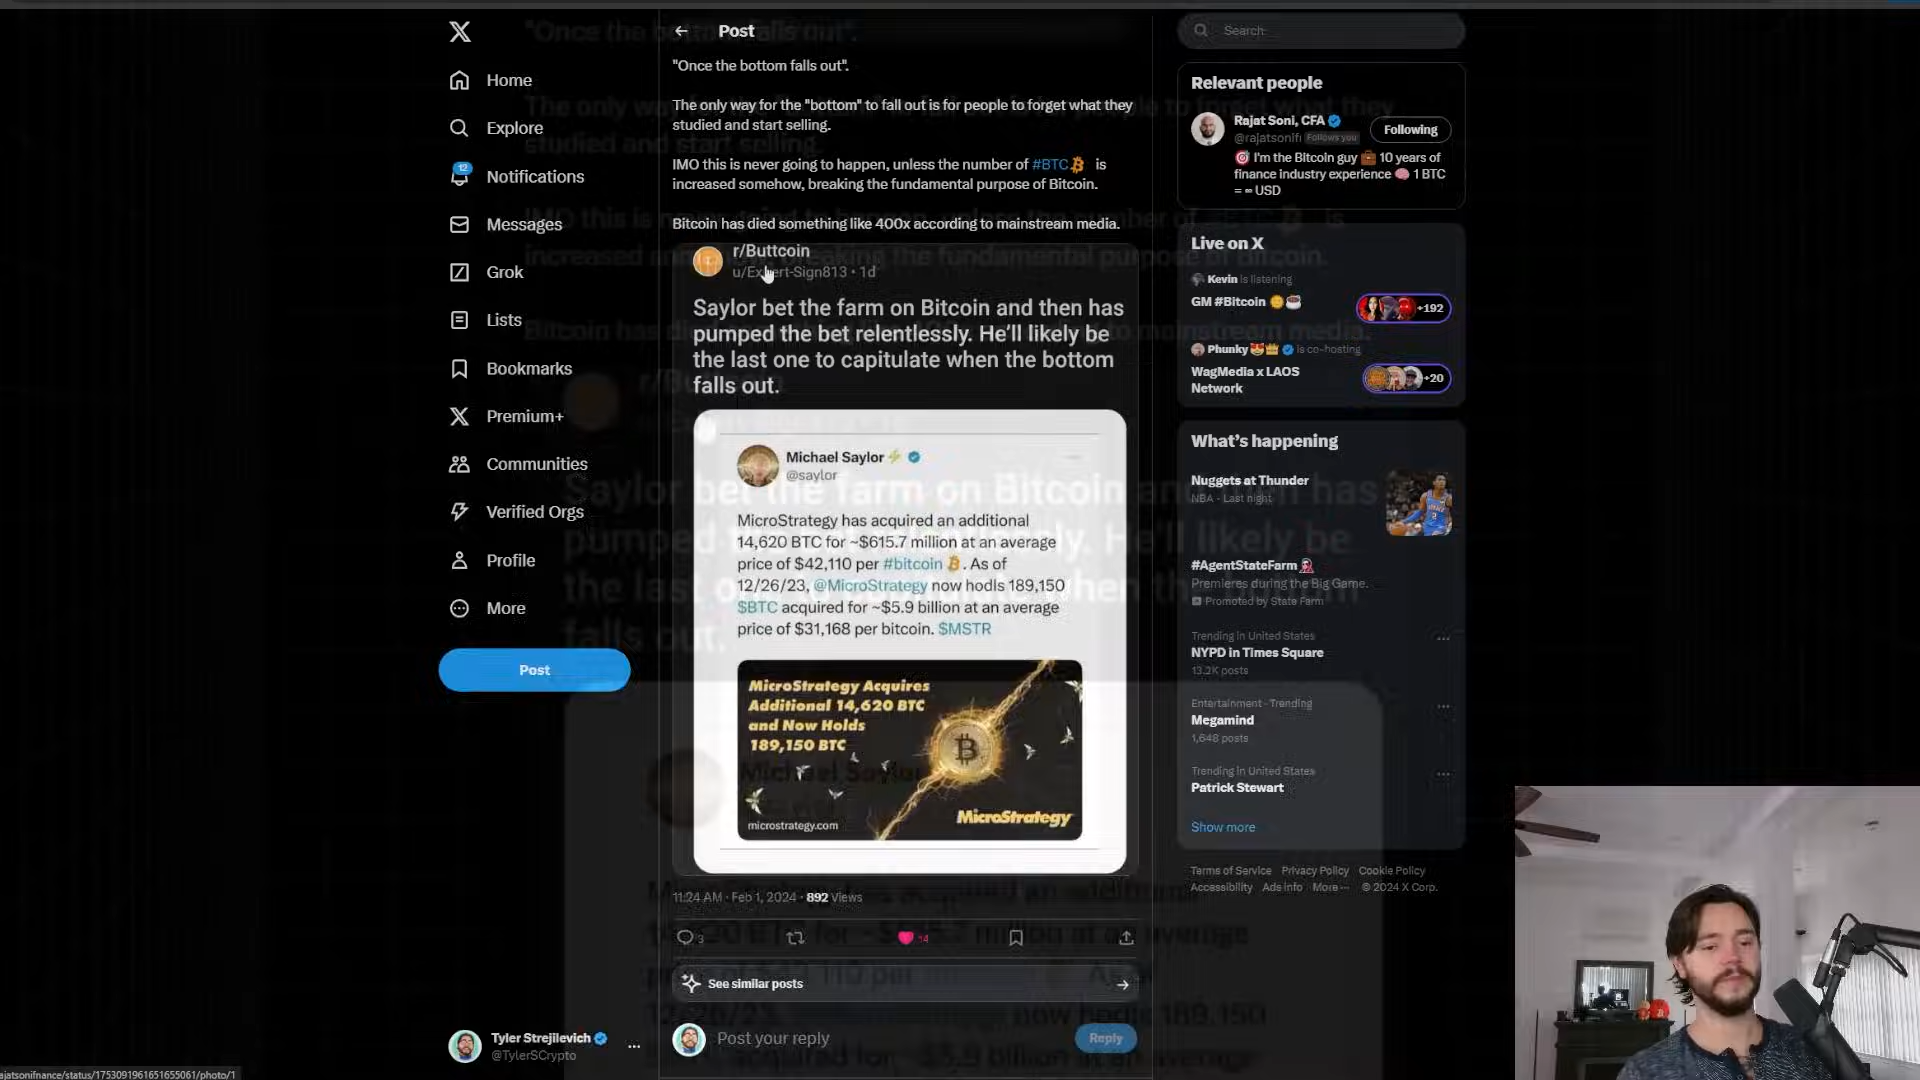 Post
"Once the bottom falls out".
The only way for the "bottom" to fall out is for people to forget what they
studied and start selling.
IMO this is never going to happen, unless the number of #BTC is
increased somehow, breaking the fundamental purpose of Bitcoin.
Bitcoin has died something like 400x according to mainstream media.
r/Buttcoin
u/Expert-Sign813 • 1d
Saylor bet the farm on Bitcoin and then has
pumped the bet relentlessly. He'll likely be
the last one to capitulate when the bottom
falls out.
Michael Saylor
@saylor
MicroStrategy has acquired an additional
14,620 BTC for ~$615.7 million at an average
price of $42,110 per #bitcoin. As of
12/26/23, @MicroStrategy now hodls 189,150
$BTC acquired for ~$5.9 billion at an average
price of $31,168 per bitcoin. $MSTR
MicroStrategy Acquires
Additional 14,620 BTC
and Now Holds
189,150 BTC
microstrategy.com
MicroStrategy
11:24 AM · Feb 1, 2024 · 892 Views
3
14
See similar posts
Post your reply
Reply
Home
Explore
12
Notifications
Messages
Grok
Lists
Bookmarks
Premium+
Communities
Verified Orgs
Profile
More
Post
Tyler Strejilevich
@TylerSCrypto
Search
Relevant people
Rajat Soni, CFA
@rajatsonifi Follows you
Following
I'm the Bitcoin guy 10 years of
finance industry experience 1 BTC
= ∞ USD
Live on X
Kevin is listening
GM #Bitcoin
+192
Phunky is co-hosting
WagMedia x LAOS
Network
+20
What's happening
Nuggets at Thunder
NBA · Last night
#AgentStateFarm
Premieres during the Big Game.
Promoted by State Farm
Trending in United States
NYPD in Times Square
13.2K posts
Entertainment · Trending
Megamind
1,648 posts
Trending in United States
Patrick Stewart
Show more
Terms of Service Privacy Policy Cookie Policy
Accessibility Ads info More ··· © 2024 X Corp.
ajatsonifinance/status/1753091961651655061/photo/1